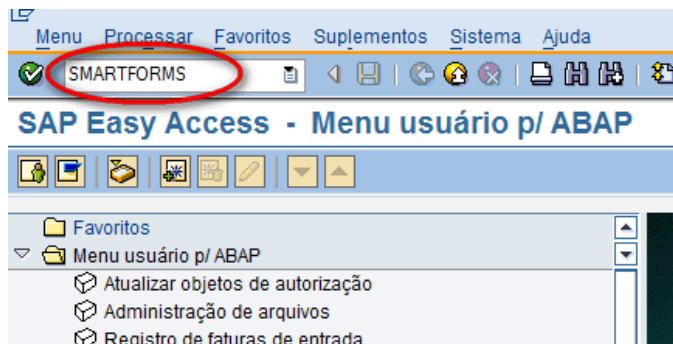 Menu Processar Favoritos Suplementos Sistema Ajuda
SMARTFORMS
SAP Easy Access - Menu usuário p/ ABAP
Favoritos
Menu usuário p/ ABAP
Atualizar objetos de autorização
Administração de arquivos
Registro de faturas de entrada